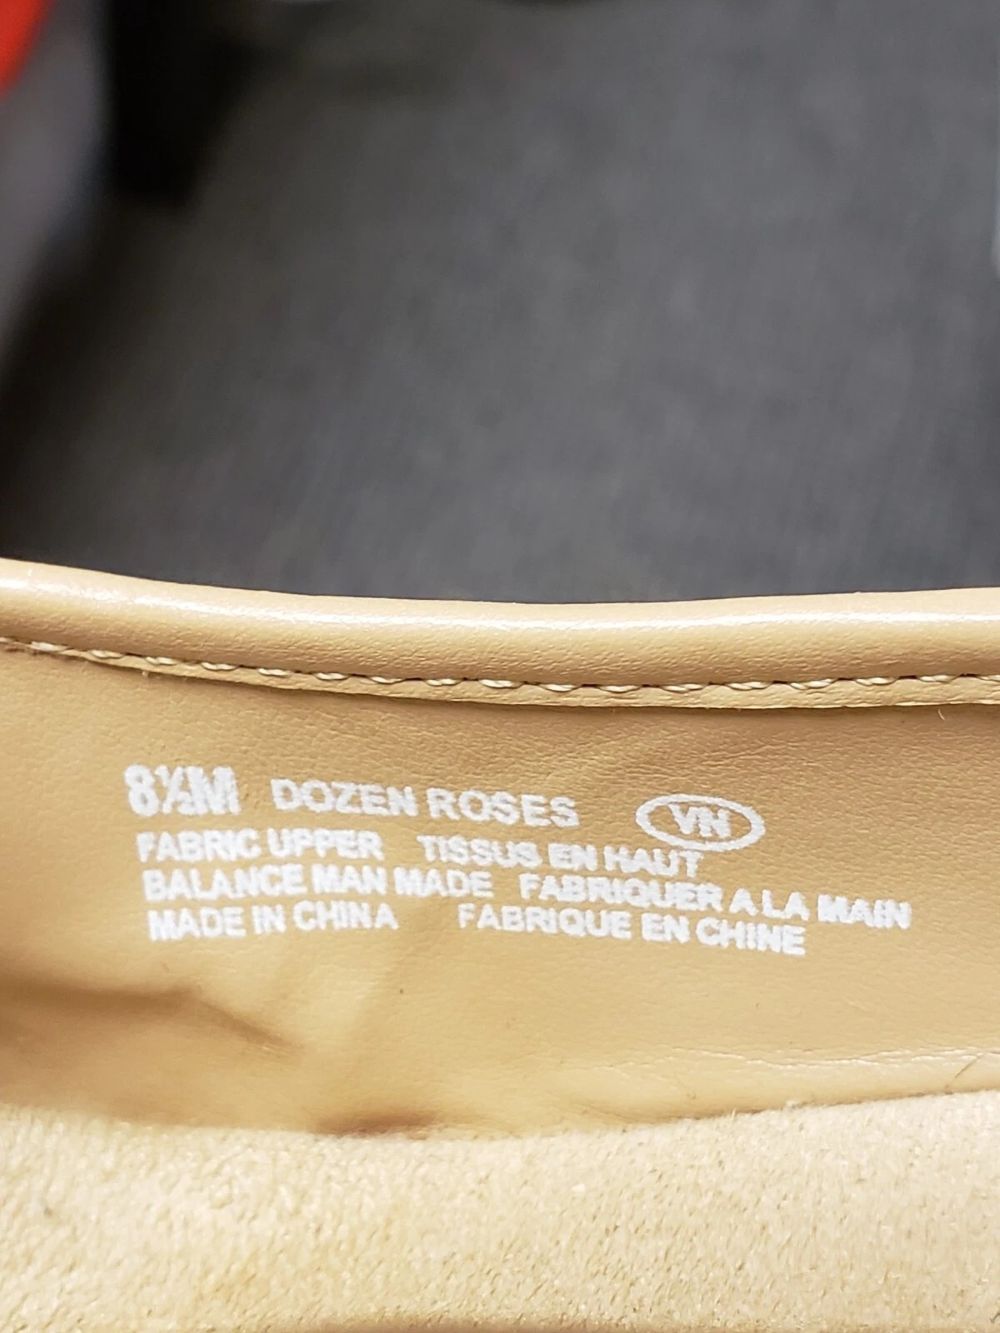 8½M DOZEN ROSES VN
FABRIC UPPER TISSUS EN HAUT
BALANCE MAN MADE FABRIQUER A LA MAIN
MADE IN CHINA FABRIQUE EN CHINE